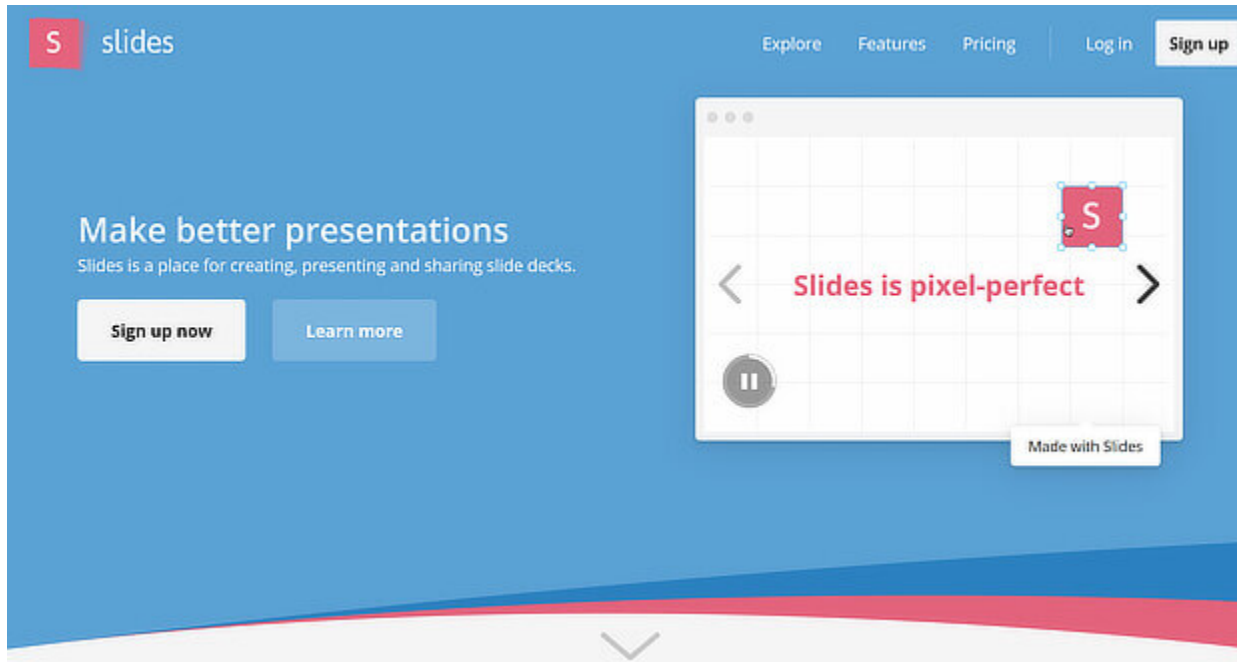 S slides
Explore Features Pricing Log in Sign up
Make better presentations
Slides is a place for creating, presenting and sharing slide decks.
Sign up now Learn more
S
Slides is pixel-perfect
Made with Slides